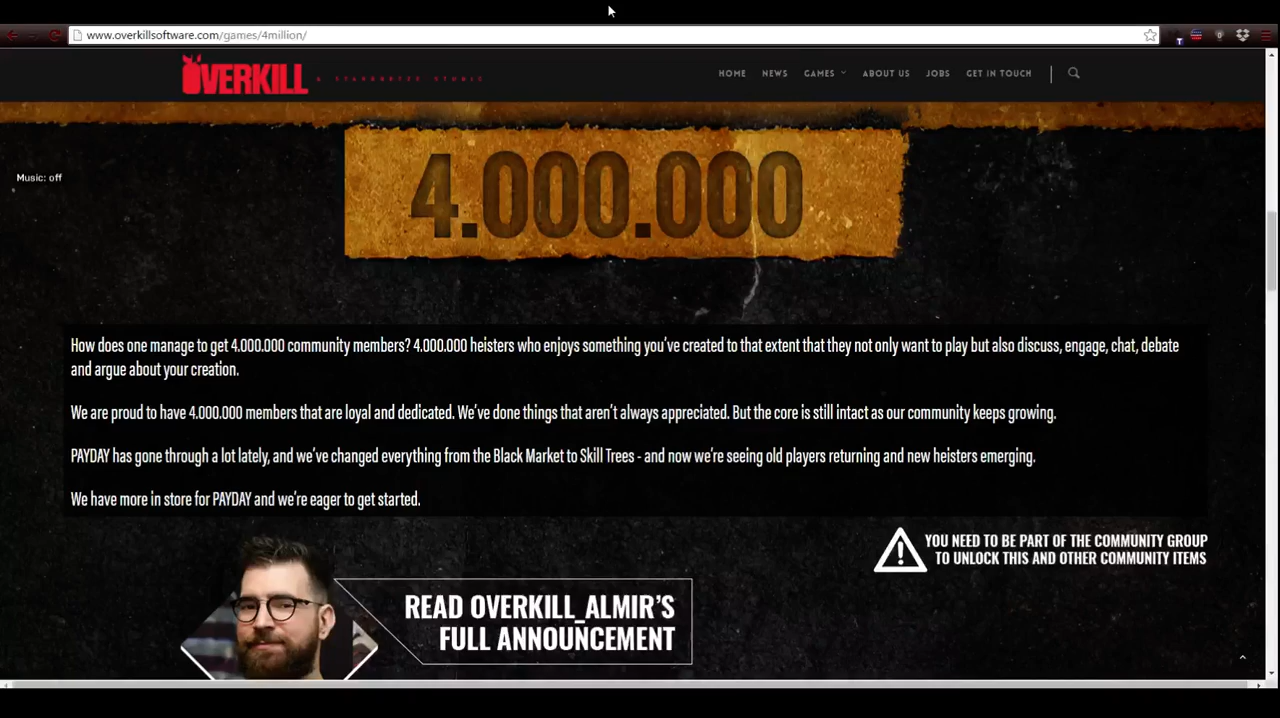 www.overkillsoftware.com/games/4million/
OVERKILL A STARBREEZE STUDIO
HOME NEWS GAMES ABOUT US JOBS GET IN TOUCH
4.000.000
Music: off
How does one manage to get 4.000.000 community members? 4.000.000 heisters who enjoys something you've created to that extent that they not only want to play but also discuss, engage, chat, debate
and argue about your creation.
We are proud to have 4.000.000 members that are loyal and dedicated. We've done things that aren't always appreciated. But the core is still intact as our community keeps growing.
PAYDAY has gone through a lot lately, and we've changed everything from the Black Market to Skill Trees - and now we're seeing old players returning and new heisters emerging.
We have more in store for PAYDAY and we're eager to get started.
YOU NEED TO BE PART OF THE COMMUNITY GROUP
TO UNLOCK THIS AND OTHER COMMUNITY ITEMS
READ OVERKILL_ALMIR'S
FULL ANNOUNCEMENT